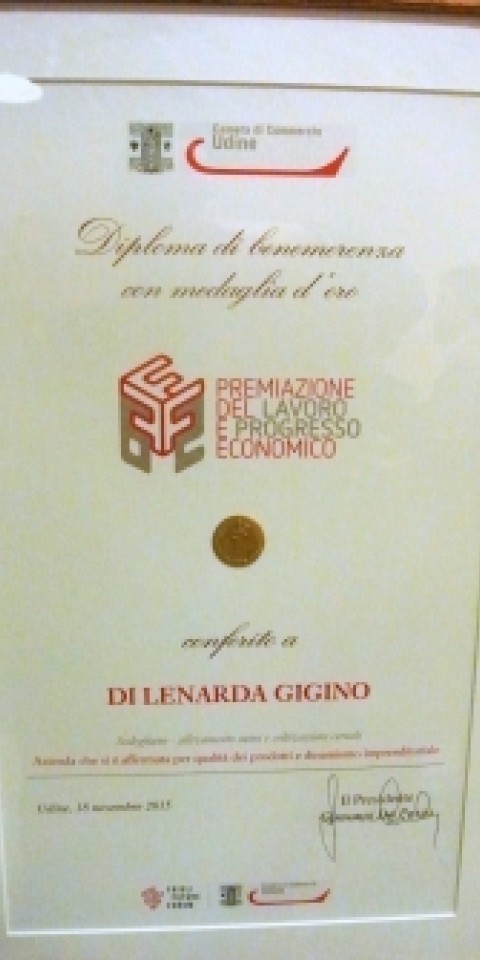 Camera di Commercio
Udine
Diploma di benemerenza
con medaglia d'oro
PREMIAZIONE
DEL LAVORO
E PROGRESSO
ECONOMICO
conferito a
DI LENARDA GIGINO
Azienda che si è affermata per qualità dei prodotti e dinamismo imprenditoriale
Udine, novembre 2015
Il Presidente